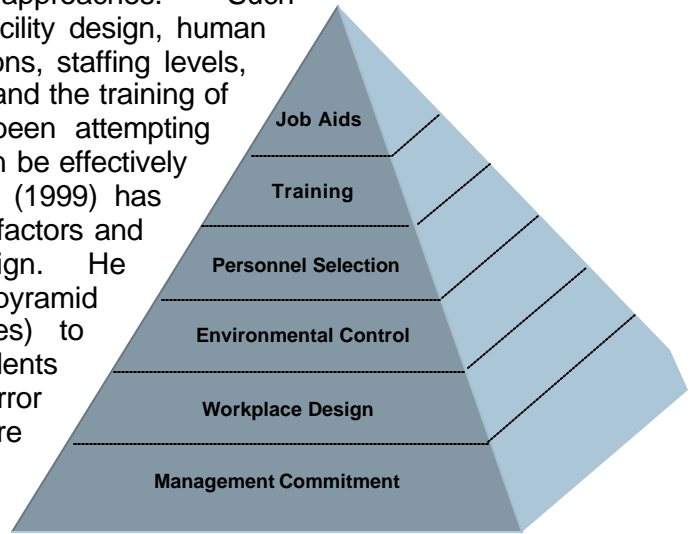 approaches. Such
cility design, human
ons, staffing levels,
and the training of
been attempting
n be effectively
(1999) has
factors and
ign. He
pyramid
es) to
dents
rror
re
Job Aids
Training
Personnel Selection
Environmental Control
Workplace Design
Management Commitment